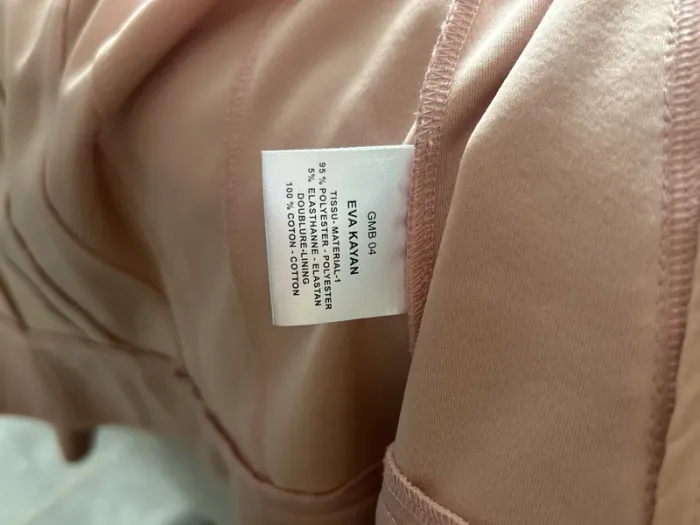 GMB 04
EVA KAYAN
TISSU-MATERIAL-1
95 % POLYESTER - POLYESTER
5% ELASTHANNE - ELASTAN
DOUBLURE-LINING
100 % COTON - COTTON